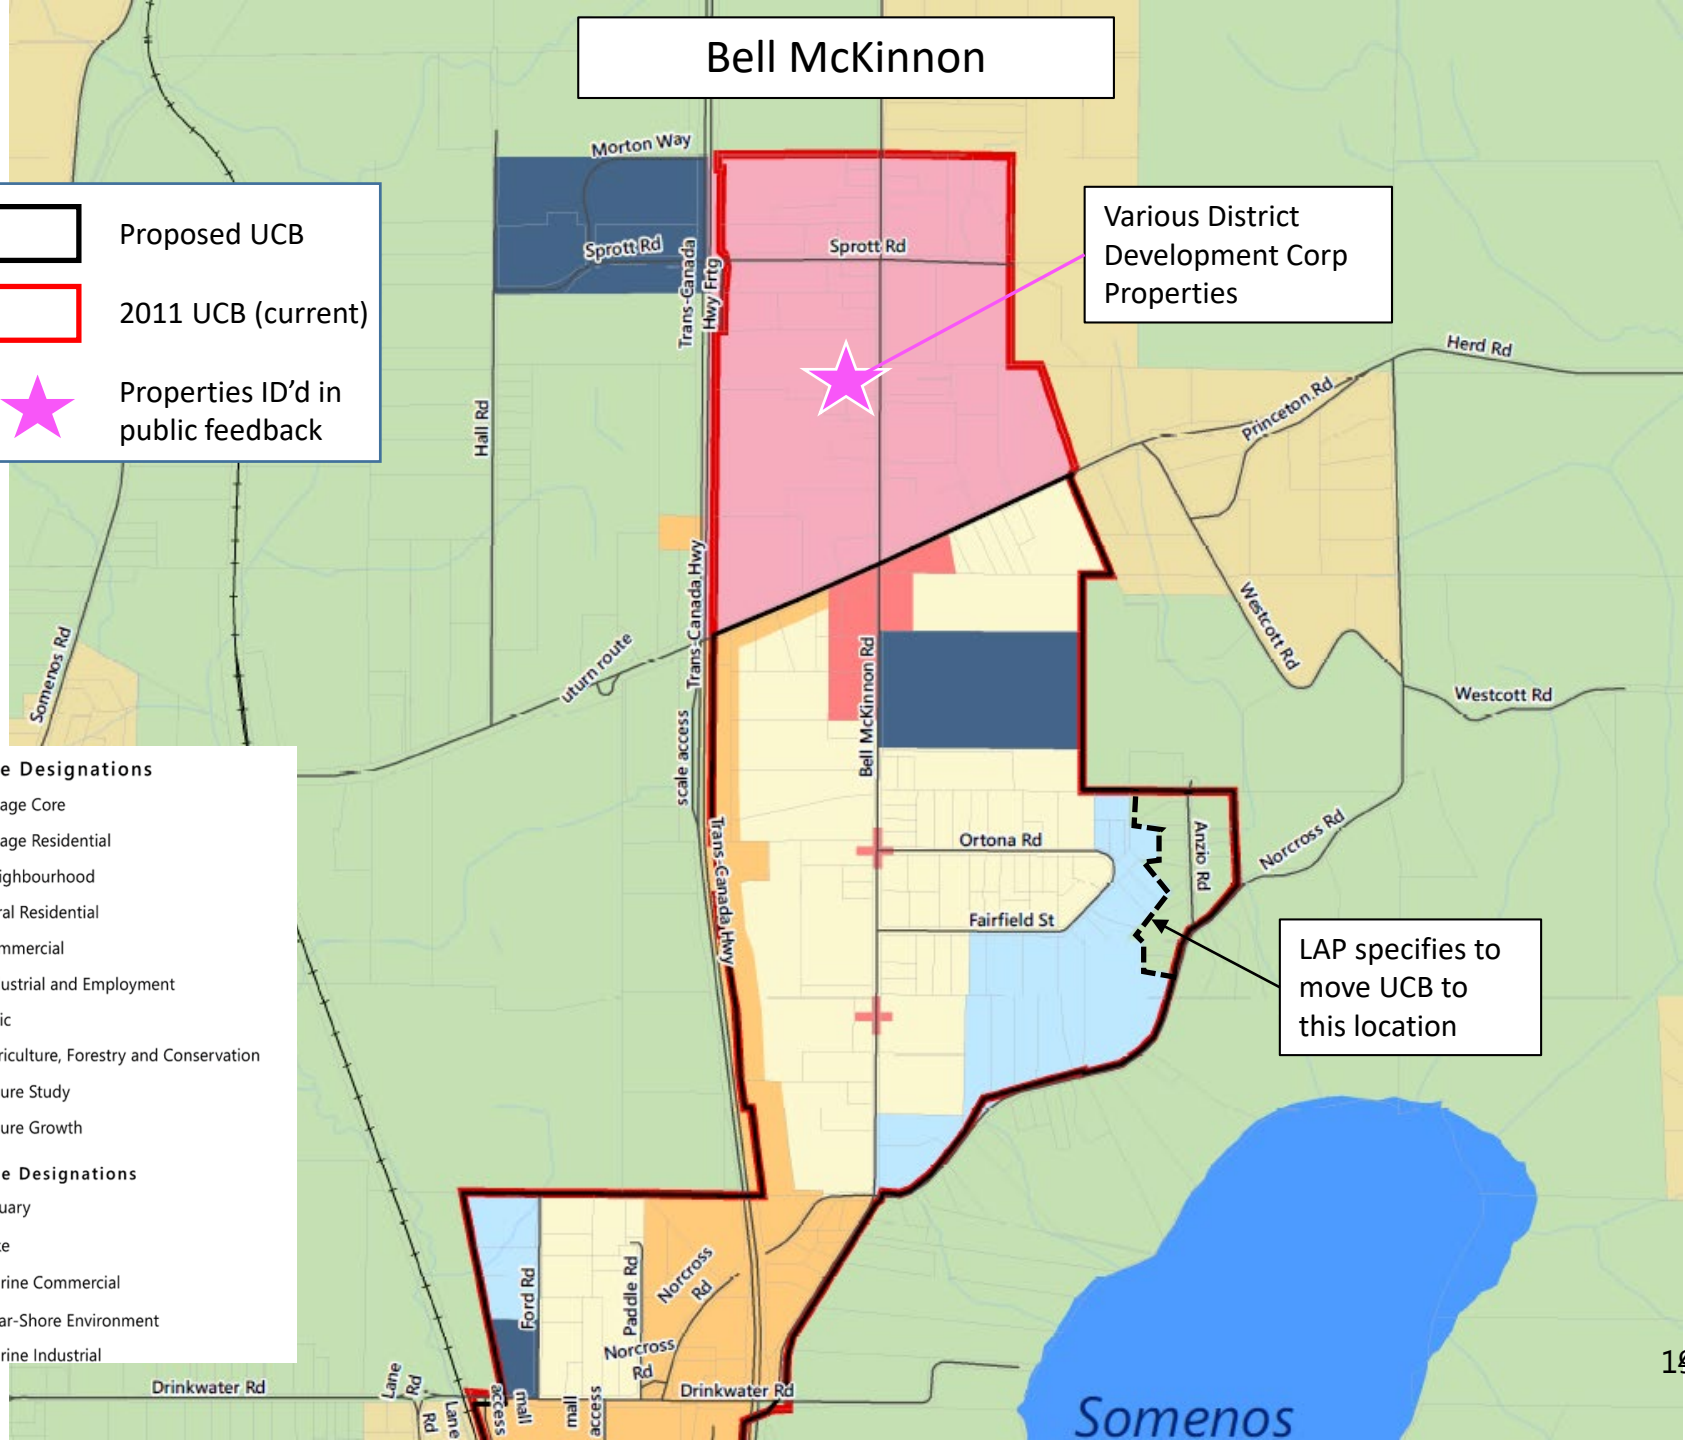 Bell McKinnon
Morton Way
Sprott Rd
Sprott Rd
Trans-Canada
Hwy Frtg
Various District
Development Corp
Properties
Proposed UCB
2011 UCB (current)
Properties ID'd in
public feedback
Hall Rd
Herd Rd
Princeton Rd
Trans-Canada Hwy
Somenos Rd
uturn route
Westcott Rd
Westcott Rd
Bell McKinnon Rd
scale access
Trans-Canada Hwy
Ortona Rd
Anzio Rd
Norcross Rd
Fairfield St
LAP specifies to
move UCB to
this location
e Designations
age Core
age Residential
ighbourhood
ral Residential
mmercial
lustrial and Employment
ic
riculture, Forestry and Conservation
ure Study
ure Growth
e Designations
uary
e
rine Commercial
ar-Shore Environment
rine Industrial
Ford Rd
Paddle Rd
Norcross
Rd
Norcross
Rd
Drinkwater Rd
Lane
Rd
Lane
Rd
access
mall
mall
access
Drinkwater Rd
Somenos